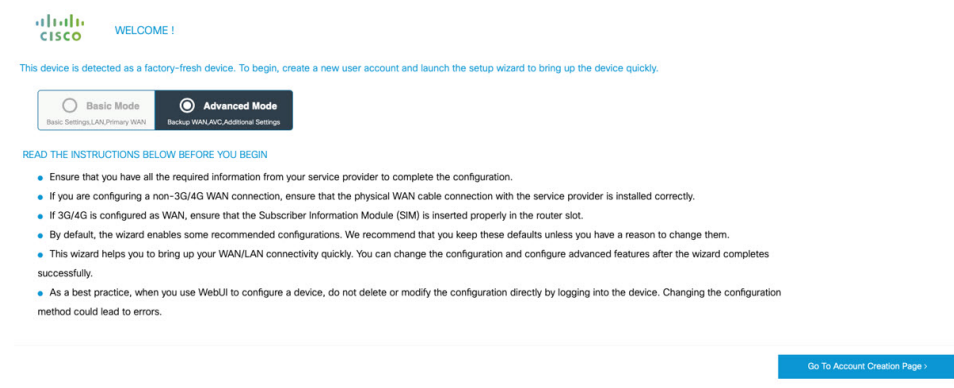 CISCO
WELCOME !
This device is detected as a factory-fresh device. To begin, create a new user account and launch the setup wizard to bring up the device quickly.
Basic Mode
Basic Settings,LAN,Primary WAN
Advanced Mode
Backup WAN,AVC,Additional Settings
READ THE INSTRUCTIONS BELOW BEFORE YOU BEGIN
Ensure that you have all the required information from your service provider to complete the configuration.
If you are configuring a non-3G/4G WAN connection, ensure that the physical WAN cable connection with the service provider is installed correctly.
If 3G/4G is configured as WAN, ensure that the Subscriber Information Module (SIM) is inserted properly in the router slot.
By default, the wizard enables some recommended configurations. We recommend that you keep these defaults unless you have a reason to change them.
This wizard helps you to bring up your WAN/LAN connectivity quickly. You can change the configuration and configure advanced features after the wizard completes
successfully.
As a best practice, when you use WebUI to configure a device, do not delete or modify the configuration directly by logging into the device. Changing the configuration
method could lead to errors.
Go To Account Creation Page ›